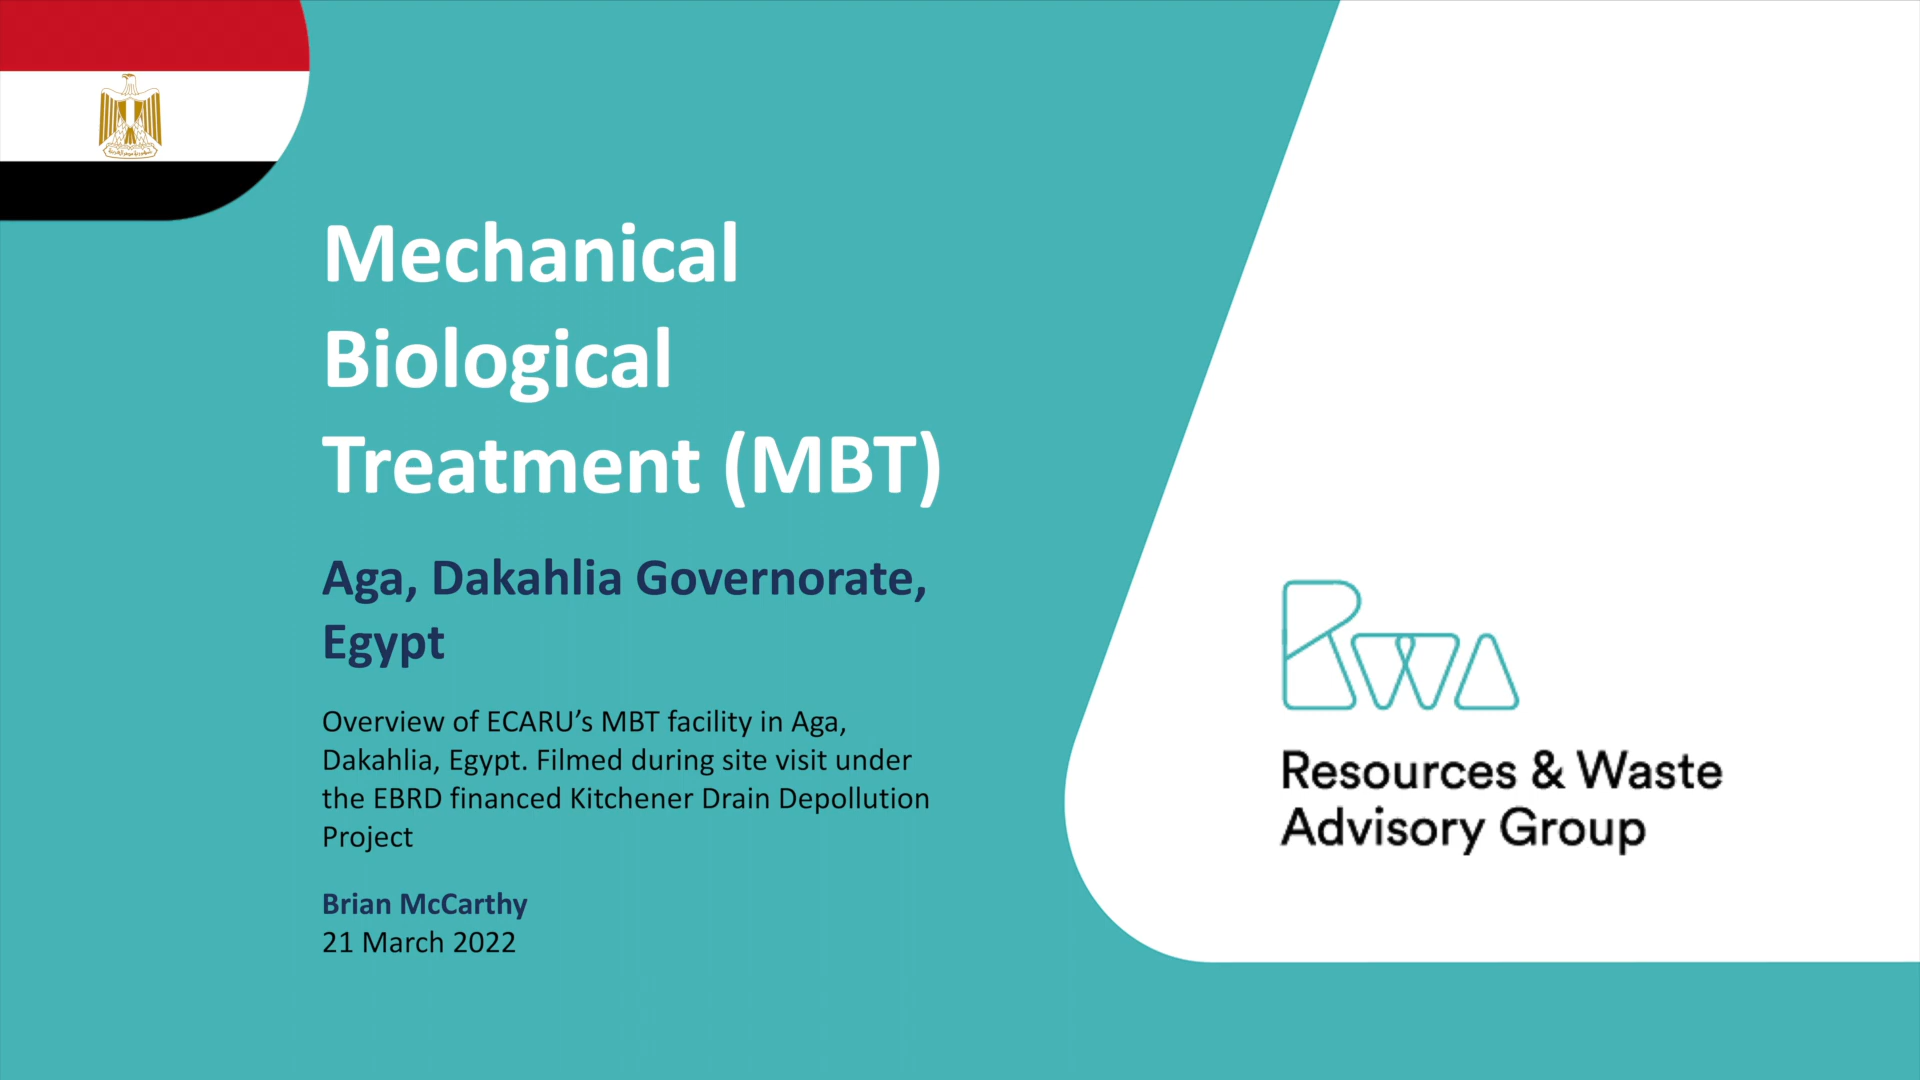 Mechanical
Biological
Treatment (MBT)
Aga, Dakahlia Governorate,
Egypt
Overview of ECARU’s MBT facility in Aga,
Dakahlia, Egypt. Filmed during site visit under
the EBRD financed Kitchener Drain Depollution
Project
Brian McCarthy
21 March 2022
RWA
Resources & Waste
Advisory Group